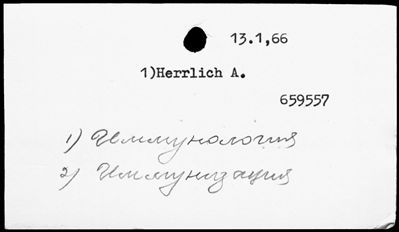 13.1,66
1)Herrlich A.
659557
1) Иммунология
2) Иммунизация